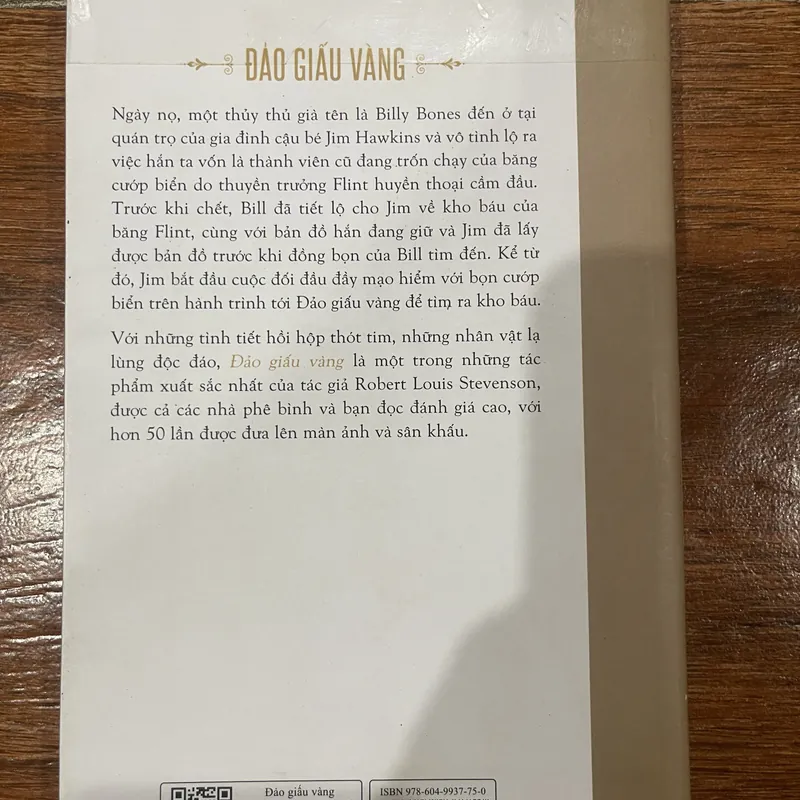 ĐẢO GIẤU VÀNG
Ngày nọ, một thủy thủ già tên là Billy Bones đến ở tại
quán trọ của gia đình cậu bé Jim Hawkins và vô tình lộ ra
việc hắn ta vốn là thành viên cũ đang trốn chạy của băng
cướp biển do thuyền trưởng Flint huyền thoại cầm đầu.
Trước khi chết, Bill đã tiết lộ cho Jim về kho báu của
băng Flint, cùng với bản đồ hắn đang giữ và Jim đã lấy
được bản đồ trước khi đồng bọn của Bill tìm đến. Kể từ
đó, Jim bắt đầu cuộc đối đầu đầy mạo hiểm với bọn cướp
biển trên hành trình tới Đảo giấu vàng để tìm ra kho báu.
Với những tình tiết hồi hộp thót tim, những nhân vật lạ
lùng độc đáo, Đảo giấu vàng là một trong những tác
phẩm xuất sắc nhất của tác giả Robert Louis Stevenson,
được cả các nhà phê bình và bạn đọc đánh giá cao, với
hơn 50 lần được đưa lên màn ảnh và sân khấu.
Đảo giấu vàng
ISBN 978-604-9937-75-0